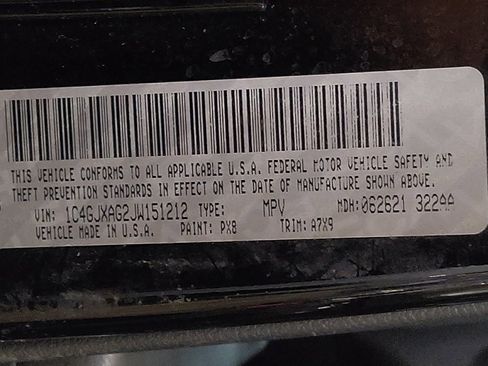 THIS VEHICLE CONFORMS TO ALL APPLICABLE U.S.A. FEDERAL MOTOR VEHICLE SAFETY AND
THEFT PREVENTION STANDARDS IN EFFECT ON THE DATE OF MANUFACTURE SHOWN ABOVE.
VIN: 1C4GJXAG2JW151212 TYPE: MPV MDH: 062621 322AA
VEHICLE MADE IN U.S.A. PAINT: PX8 TRIM: A7X9